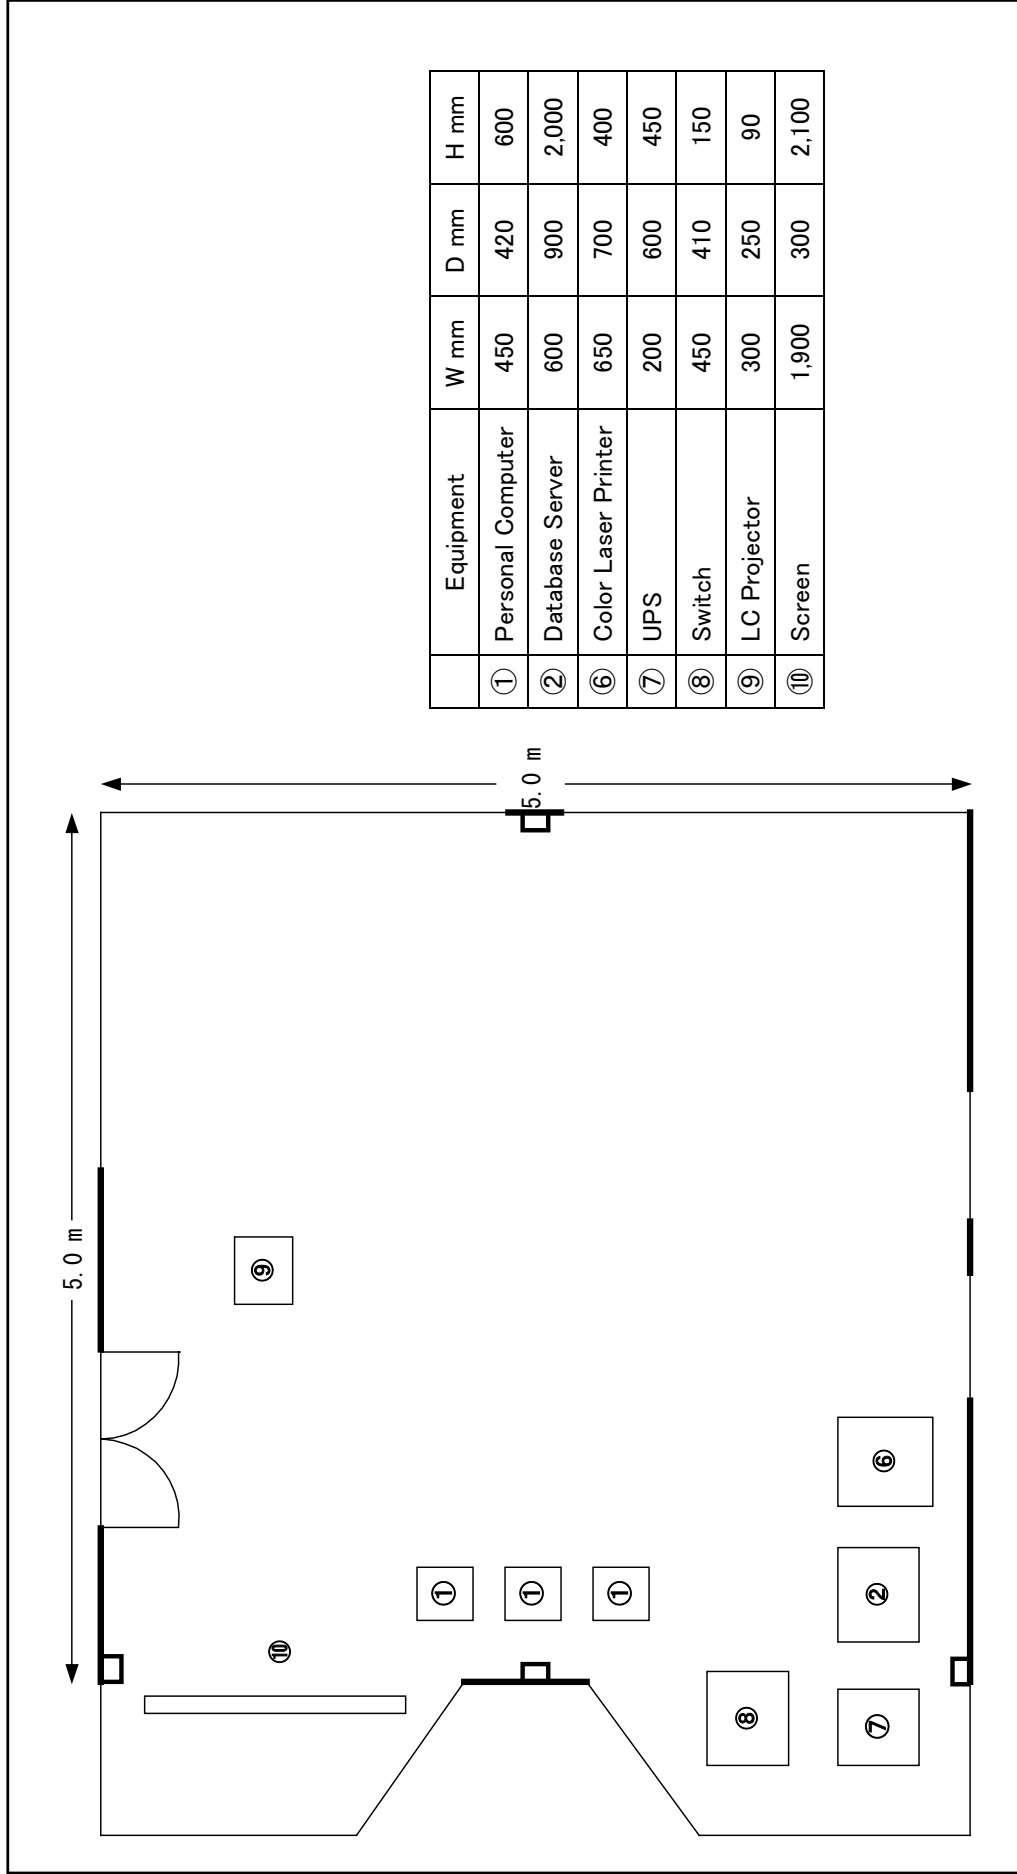 Equipment W mm D mm H mm
① Personal Computer 450 420 600
② Database Server 600 900 2,000
⑥ Color Laser Printer 650 700 400
⑦ UPS 200 600 450
⑧ Switch 450 410 150
⑨ LC Projector 300 250 90
⑩ Screen 1,900 300 2,100
5.0 m
5.0 m
⑩
⑨
①
①
①
⑧
⑦
②
⑥